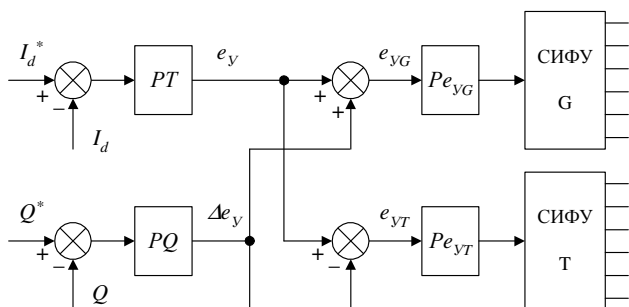 I_d* PT e_У e_УG Pe_УG СИФУ G
+ − + +
I_d
Q* PQ Δe_У e_УT Pe_УT СИФУ T
+ − + −
Q